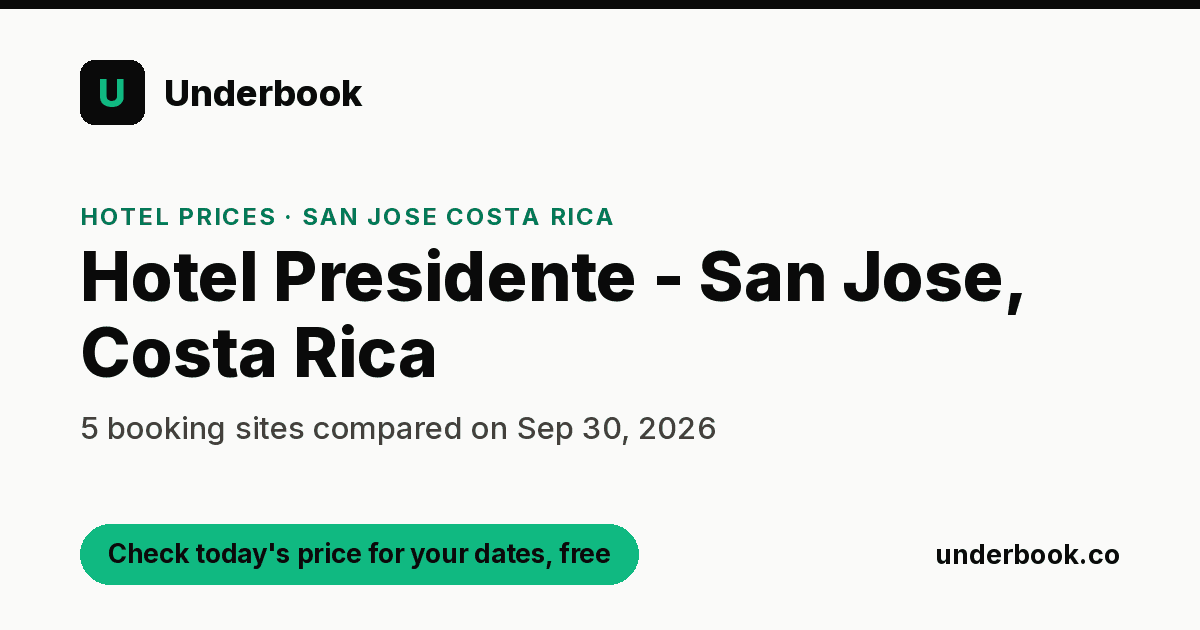 U Underbook
HOTEL PRICES · SAN JOSE COSTA RICA
Hotel Presidente - San Jose,
Costa Rica
5 booking sites compared on Sep 30, 2026
Check today's price for your dates, free
underbook.co